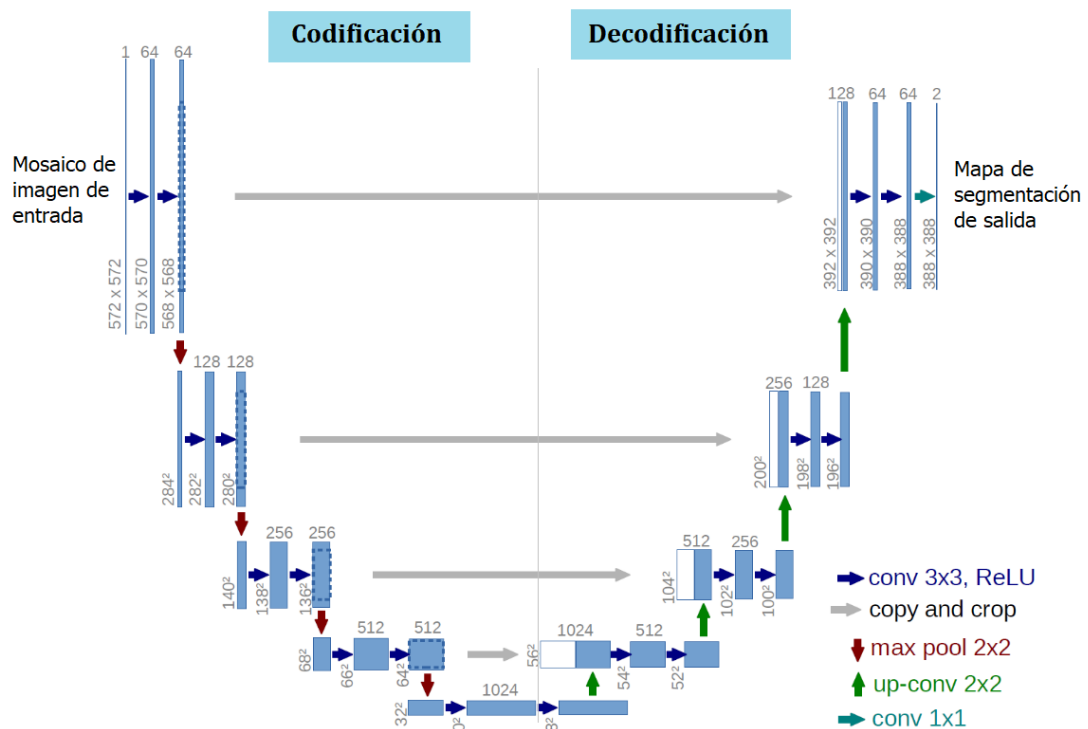 Codificación
Decodificación
1 64 64
128 64 64 2
Mosaico de
imagen de
entrada
Mapa de
segmentación
de salida
572 x 572
570 x 570
568 x 568
392 x 392
390 x 390
388 x 388
388 x 388
128 128
256 128
284²
282²
280²
200²
198²
196²
256 256
512 256
140²
138²
136²
104²
102²
100²
512 512
1024 512
68²
66²
64²
56²
54²
52²
1024
32²
conv 3x3, ReLU
copy and crop
max pool 2x2
up-conv 2x2
conv 1x1